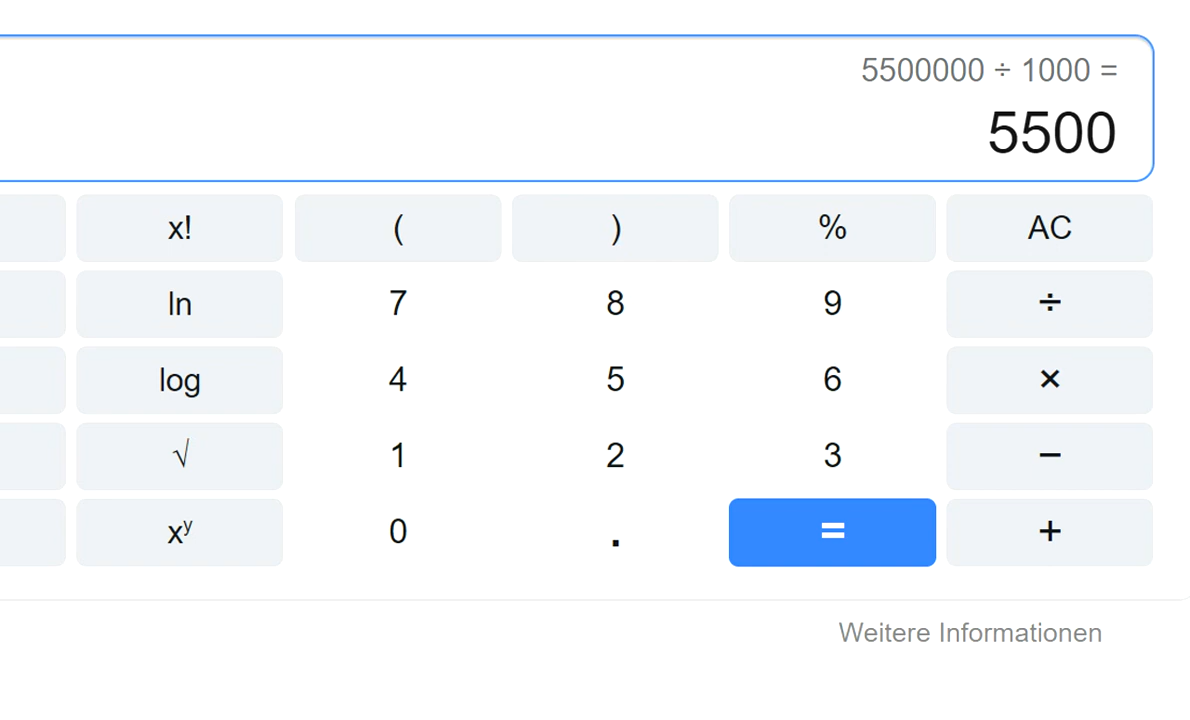 5500000 ÷ 1000 =
5500
x! ( ) % AC
ln 7 8 9 ÷
log 4 5 6 ×
√ 1 2 3 −
xʸ 0 . = +
Weitere Informationen